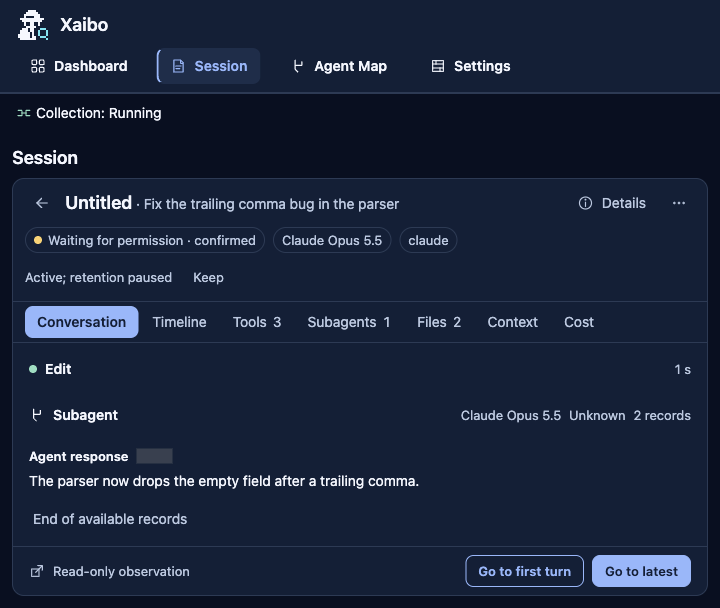 Xaibo
Dashboard Session Agent Map Settings
Collection: Running
Session
Untitled · Fix the trailing comma bug in the parser Details ···
Waiting for permission · confirmed Claude Opus 5.5 claude
Active; retention paused Keep
Conversation Timeline Tools 3 Subagents 1 Files 2 Context Cost
Edit 1 s
Subagent Claude Opus 5.5 Unknown 2 records
Agent response
The parser now drops the empty field after a trailing comma.
End of available records
Read-only observation Go to first turn Go to latest